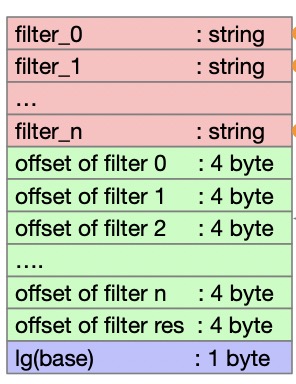 filter_0 : string
filter_1 : string
...
filter_n : string
offset of filter 0 : 4 byte
offset of filter 1 : 4 byte
offset of filter 2 : 4 byte
....
offset of filter n : 4 byte
offset of filter res : 4 byte
lg(base) : 1 byte